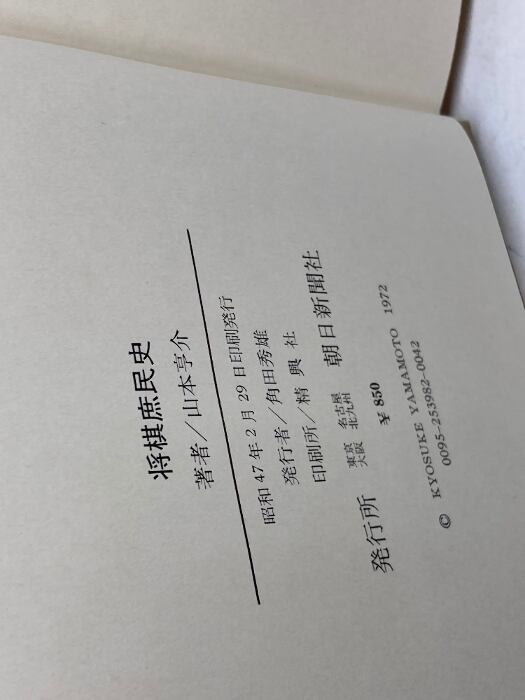 将棋庶民史
著者／山本亨介
昭和47年2月29日印刷発行
発行者／角田秀雄
印刷所／精興社
発行所 東京 名古屋 大阪 北九州 朝日新聞社
¥850
© KYOSUKE YAMAMOTO 1972
0095-253982-0042